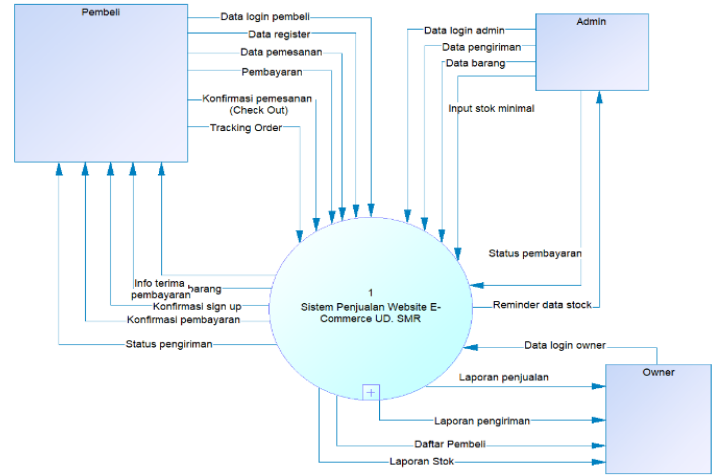 Pembeli
Data login pembeli
Data register
Data pemesanan
Pembayaran
Konfirmasi pemesanan
(Check Out)
Tracking Order
Admin
Data login admin
Data pengiriman
Data barang
Input stok minimal
Status pembayaran
Reminder data stock
Info terima
pembayaran
barang
Konfirmasi sign up
Konfirmasi pembayaran
Status pengiriman
1
Sistem Penjualan Website E-
Commerce UD. SMR
Data login owner
Owner
Laporan penjualan
Laporan pengiriman
Daftar Pembeli
Laporan Stok